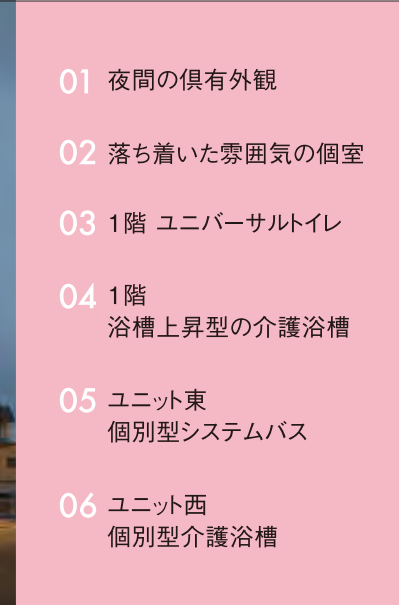 01 夜間の倶有外観
02 落ち着いた雰囲気の個室
03 1階 ユニバーサルトイレ
04 1階
浴槽上昇型の介護浴槽
05 ユニット東
個別型システムバス
06 ユニット西
個別型介護浴槽